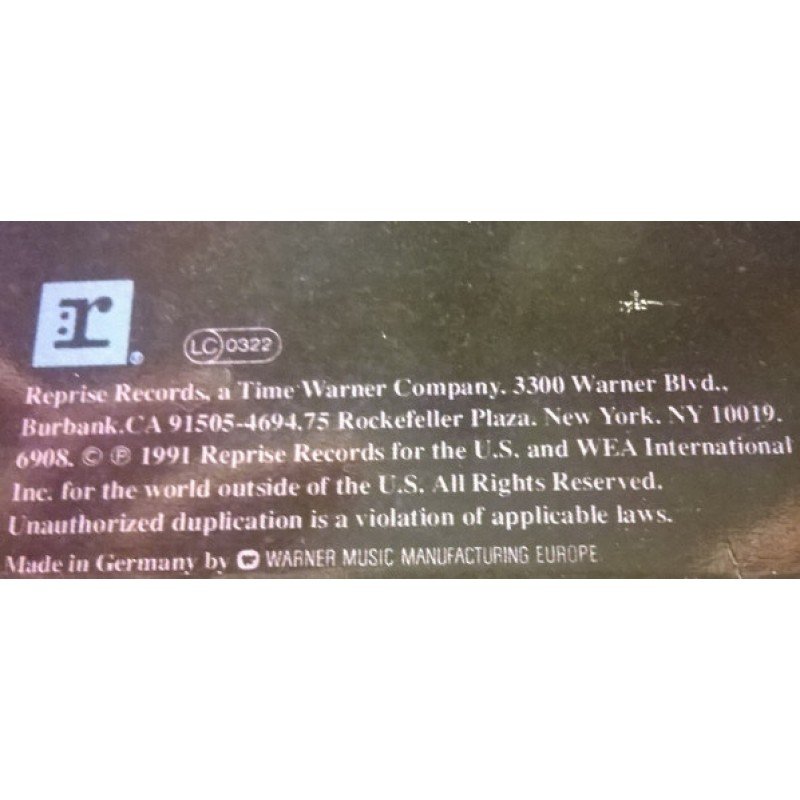 r
LC 0322
Reprise Records, a Time Warner Company. 3300 Warner Blvd.,
Burbank.CA 91505-4694.75 Rockefeller Plaza. New York. NY 10019.
6908. © ℗ 1991 Reprise Records for the U.S. and WEA International
Inc. for the world outside of the U.S. All Rights Reserved.
Unauthorized duplication is a violation of applicable laws.
Made in Germany by WARNER MUSIC MANUFACTURING EUROPE